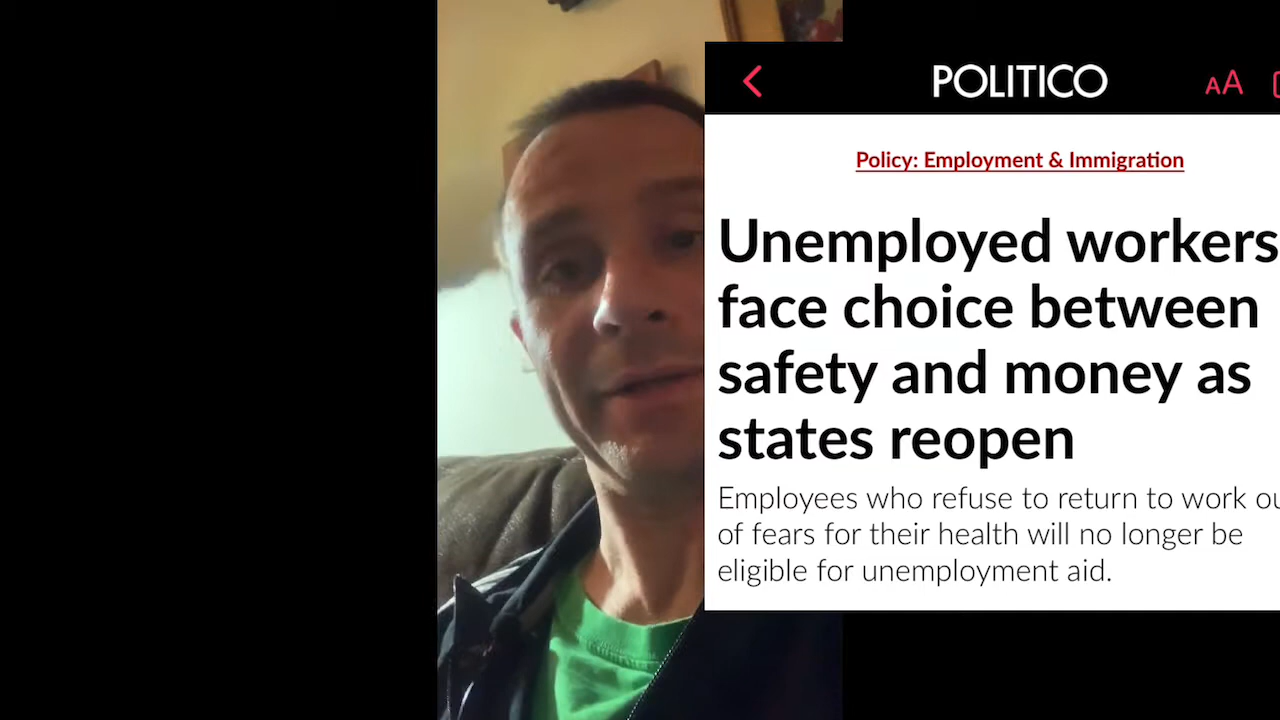 POLITICO
AA
Policy: Employment & Immigration
Unemployed workers
face choice between
safety and money as
states reopen
Employees who refuse to return to work
of fears for their health will no longer be
eligible for unemployment aid.